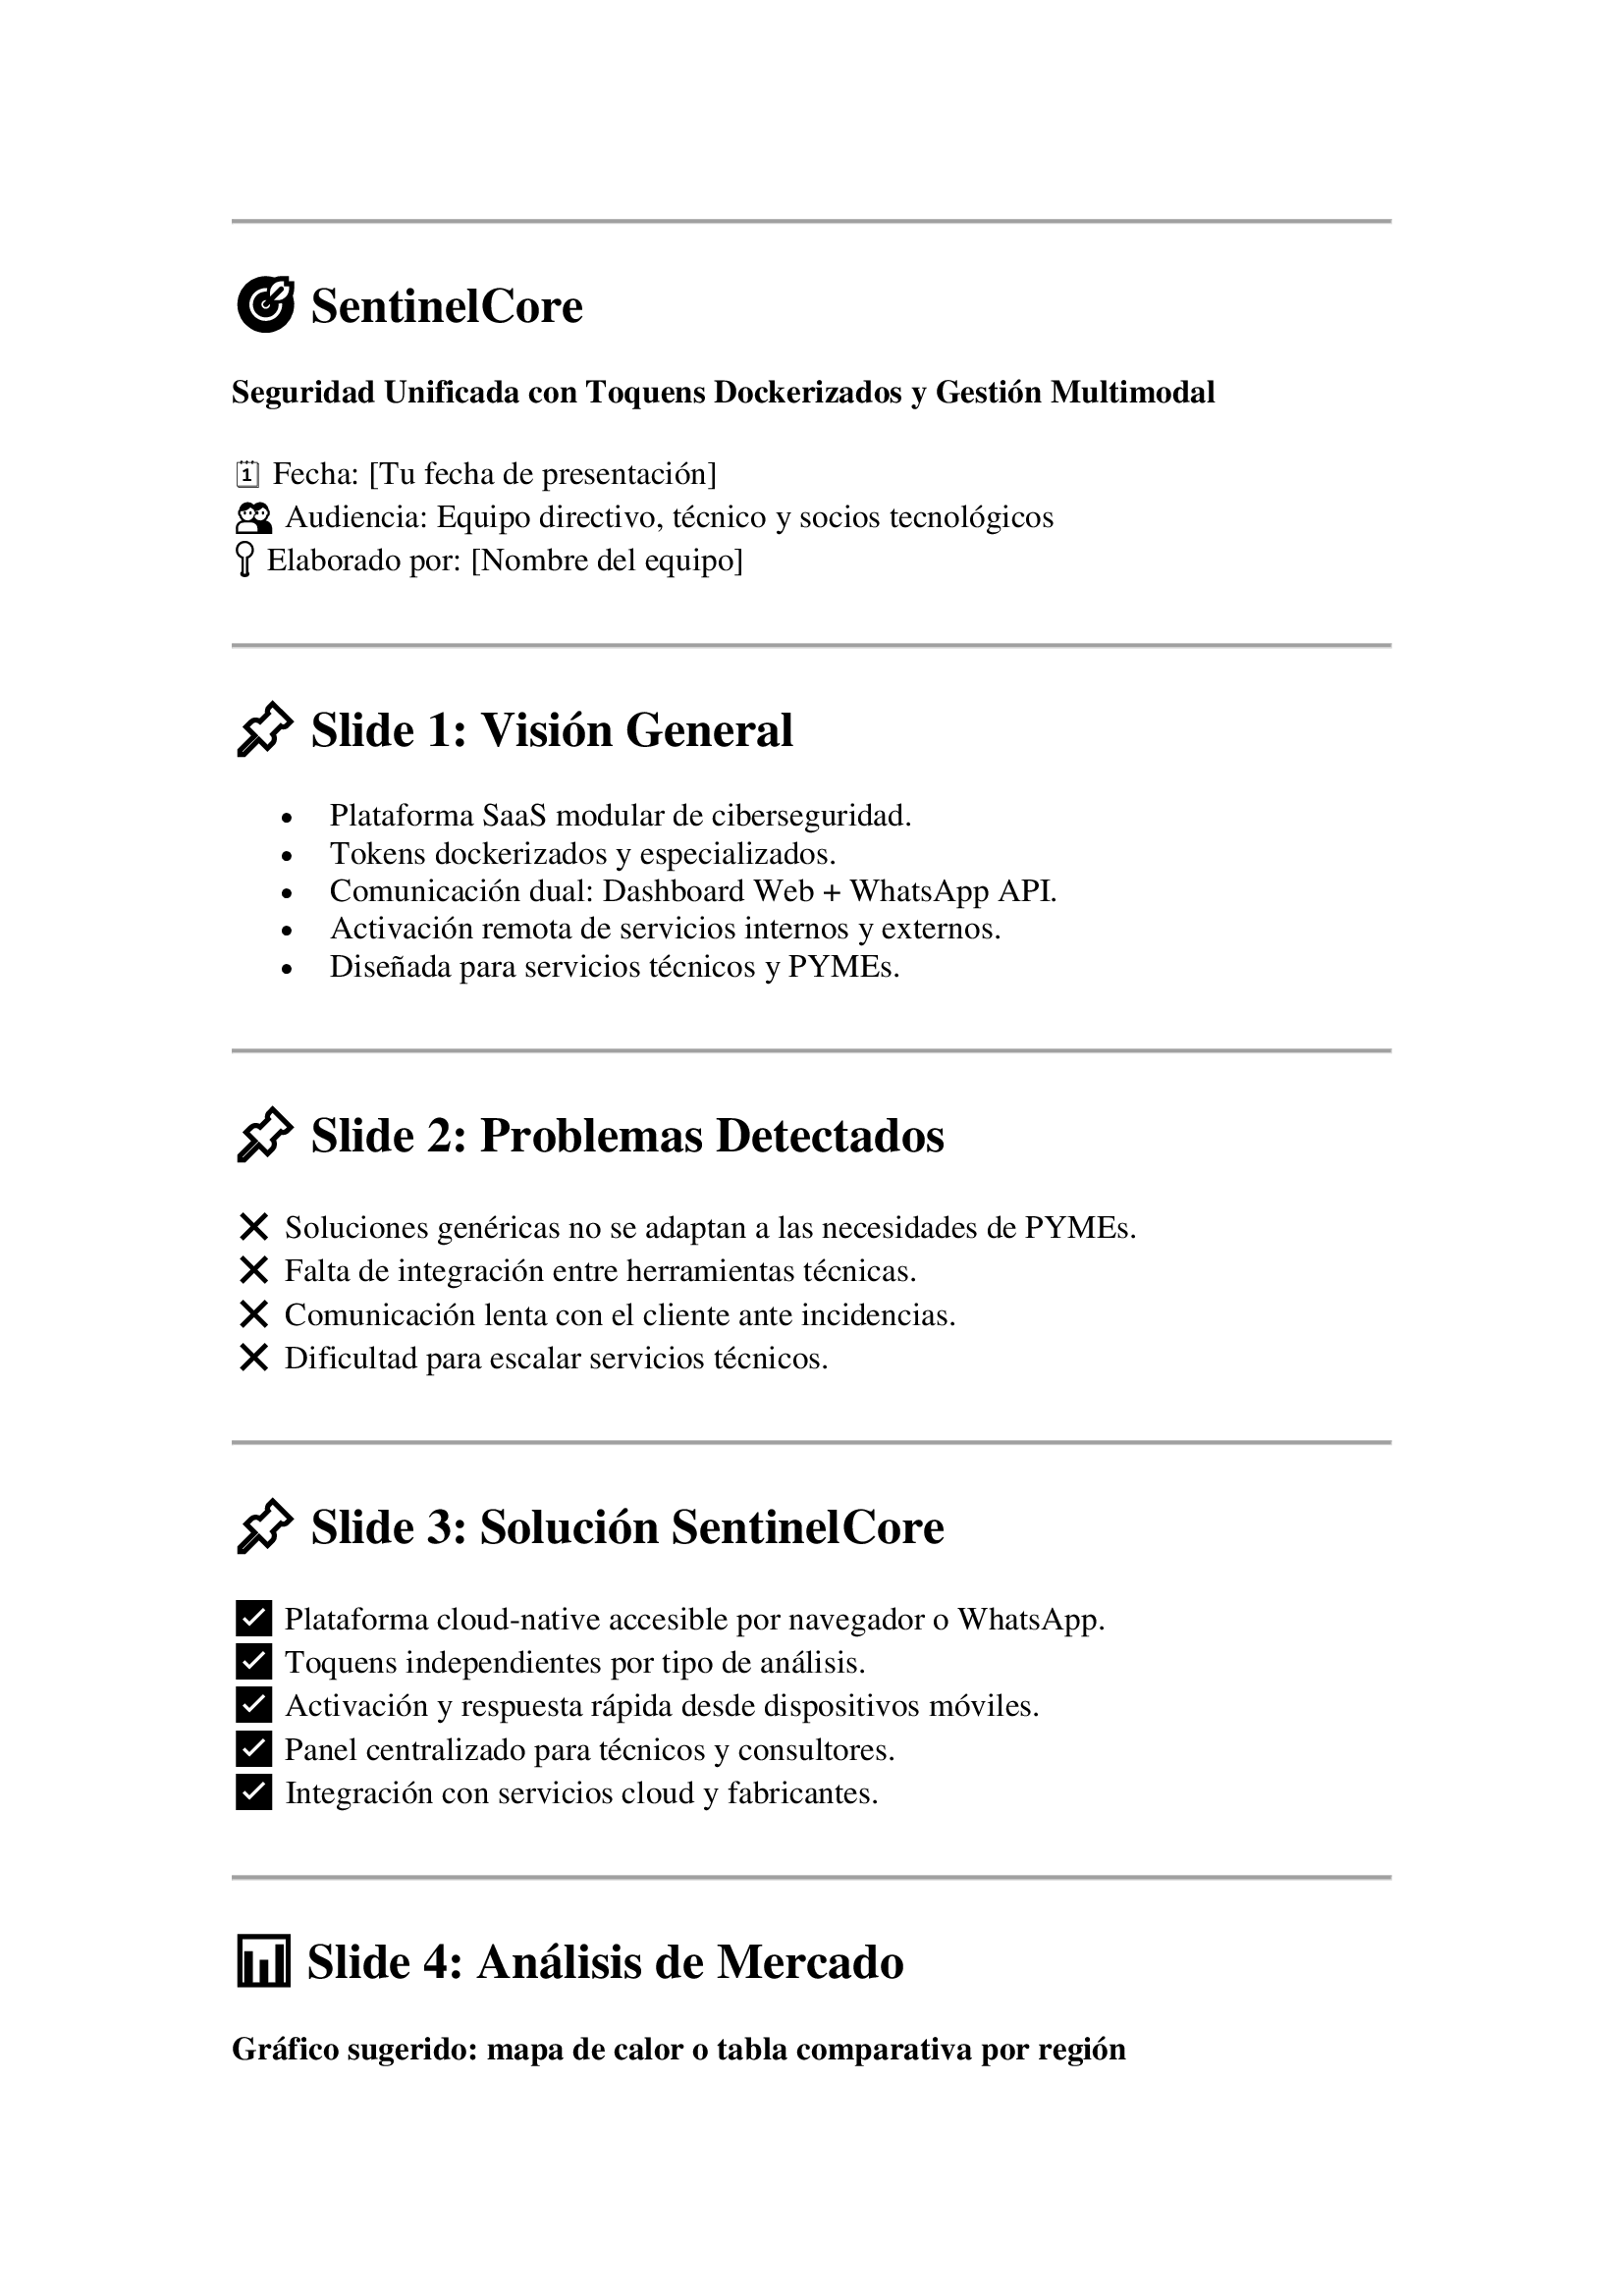 SentinelCore
Seguridad Unificada con Toquens Dockerizados y Gestión Multimodal
Fecha: [Tu fecha de presentación]
Audiencia: Equipo directivo, técnico y socios tecnológicos
Elaborado por: [Nombre del equipo]
Slide 1: Visión General
• Plataforma SaaS modular de ciberseguridad.
• Tokens dockerizados y especializados.
• Comunicación dual: Dashboard Web + WhatsApp API.
• Activación remota de servicios internos y externos.
• Diseñada para servicios técnicos y PYMEs.
Slide 2: Problemas Detectados
❌ Soluciones genéricas no se adaptan a las necesidades de PYMEs.
❌ Falta de integración entre herramientas técnicas.
❌ Comunicación lenta con el cliente ante incidencias.
❌ Dificultad para escalar servicios técnicos.
Slide 3: Solución SentinelCore
✅ Plataforma cloud-native accesible por navegador o WhatsApp.
✅ Toquens independientes por tipo de análisis.
✅ Activación y respuesta rápida desde dispositivos móviles.
✅ Panel centralizado para técnicos y consultores.
✅ Integración con servicios cloud y fabricantes.
Slide 4: Análisis de Mercado
Gráfico sugerido: mapa de calor o tabla comparativa por región